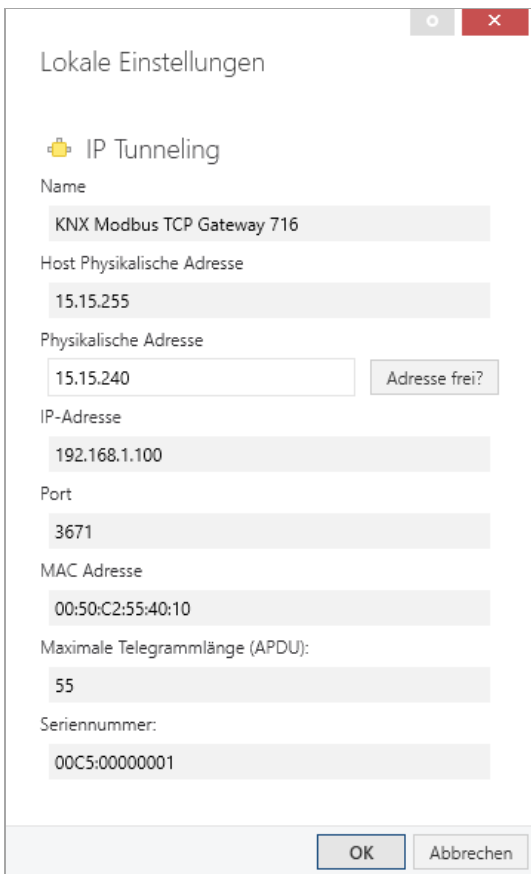 Lokale Einstellungen
IP Tunneling
Name
KNX Modbus TCP Gateway 716
Host Physikalische Adresse
15.15.255
Physikalische Adresse
15.15.240
Adresse frei?
IP-Adresse
192.168.1.100
Port
3671
MAC Adresse
00:50:C2:55:40:10
Maximale Telegrammlänge (APDU):
55
Seriennummer:
00C5:00000001
OK
Abbrechen